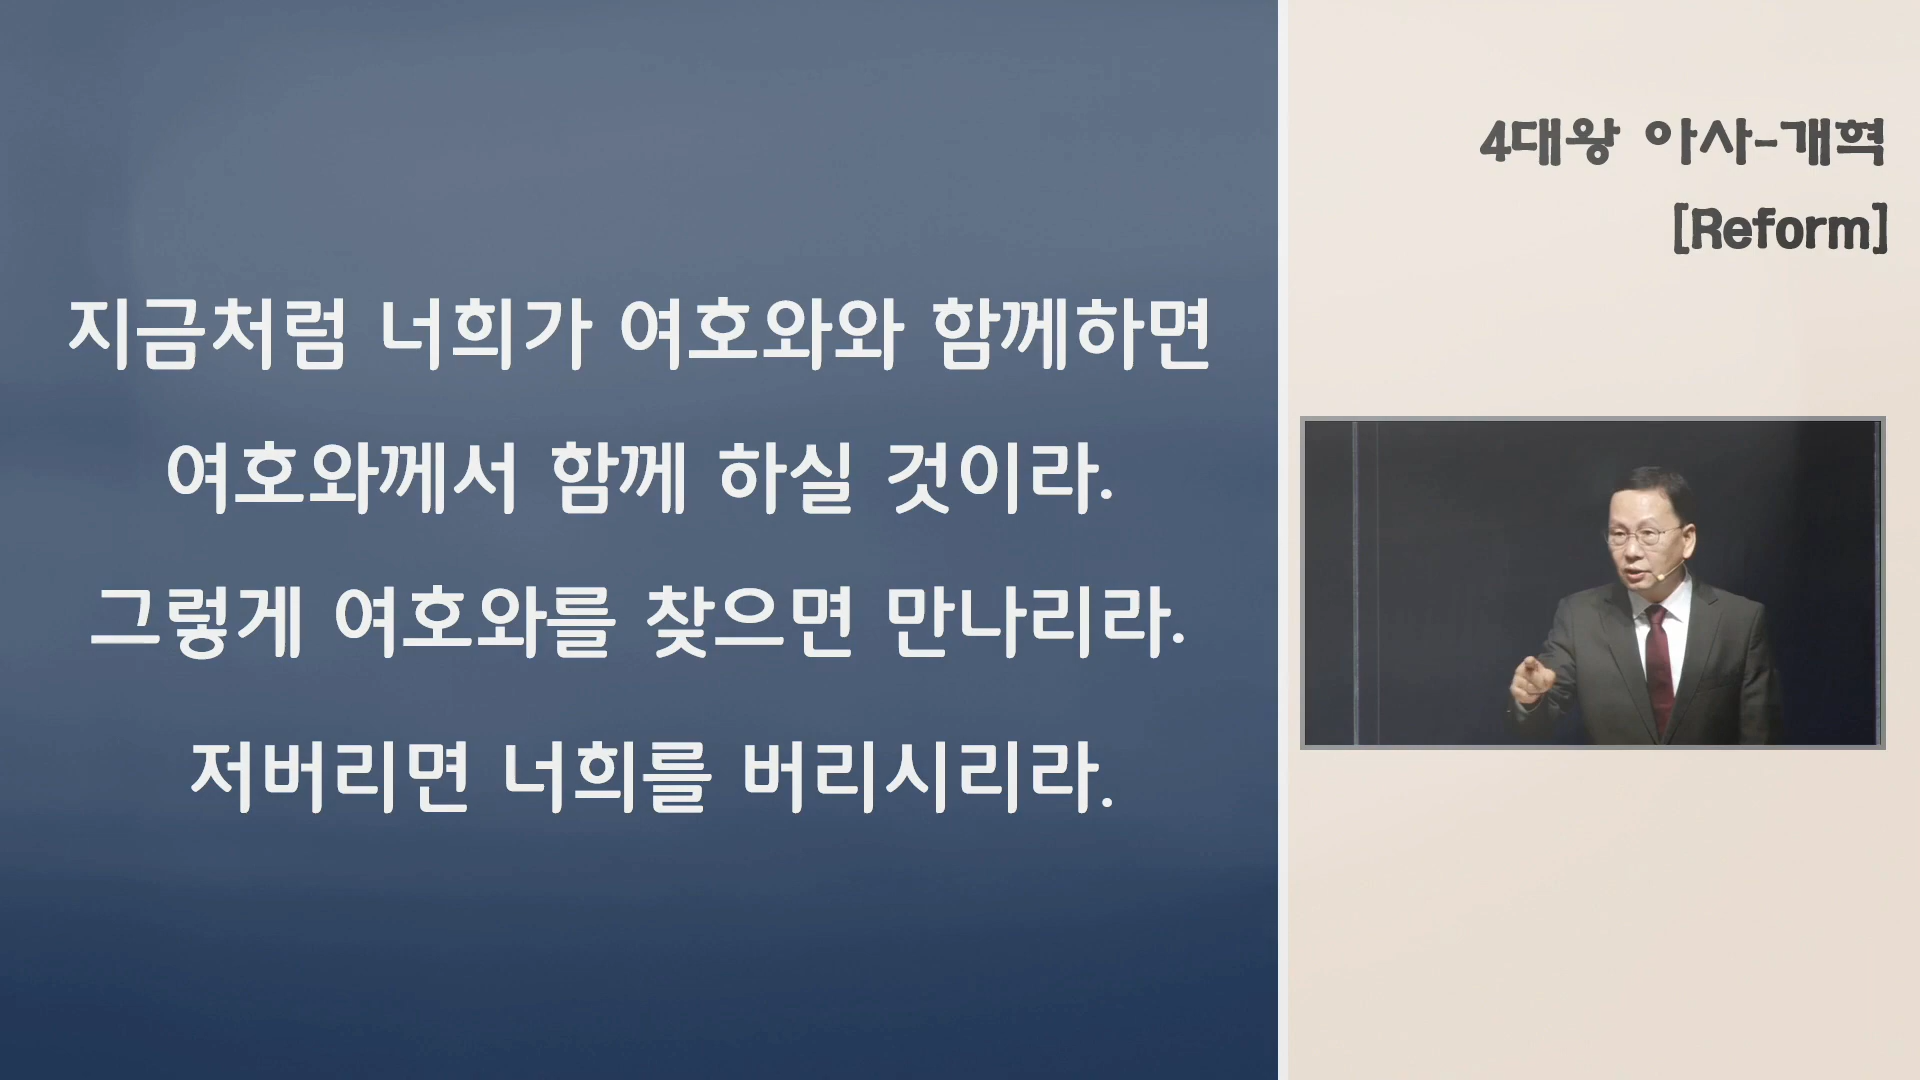 지금처럼 너희가 여호와와 함께하면
여호와께서 함께 하실 것이라.
그렇게 여호와를 찾으면 만나리라.
저버리면 너희를 버리시리라.
4대왕 아사-개혁
[Reform]